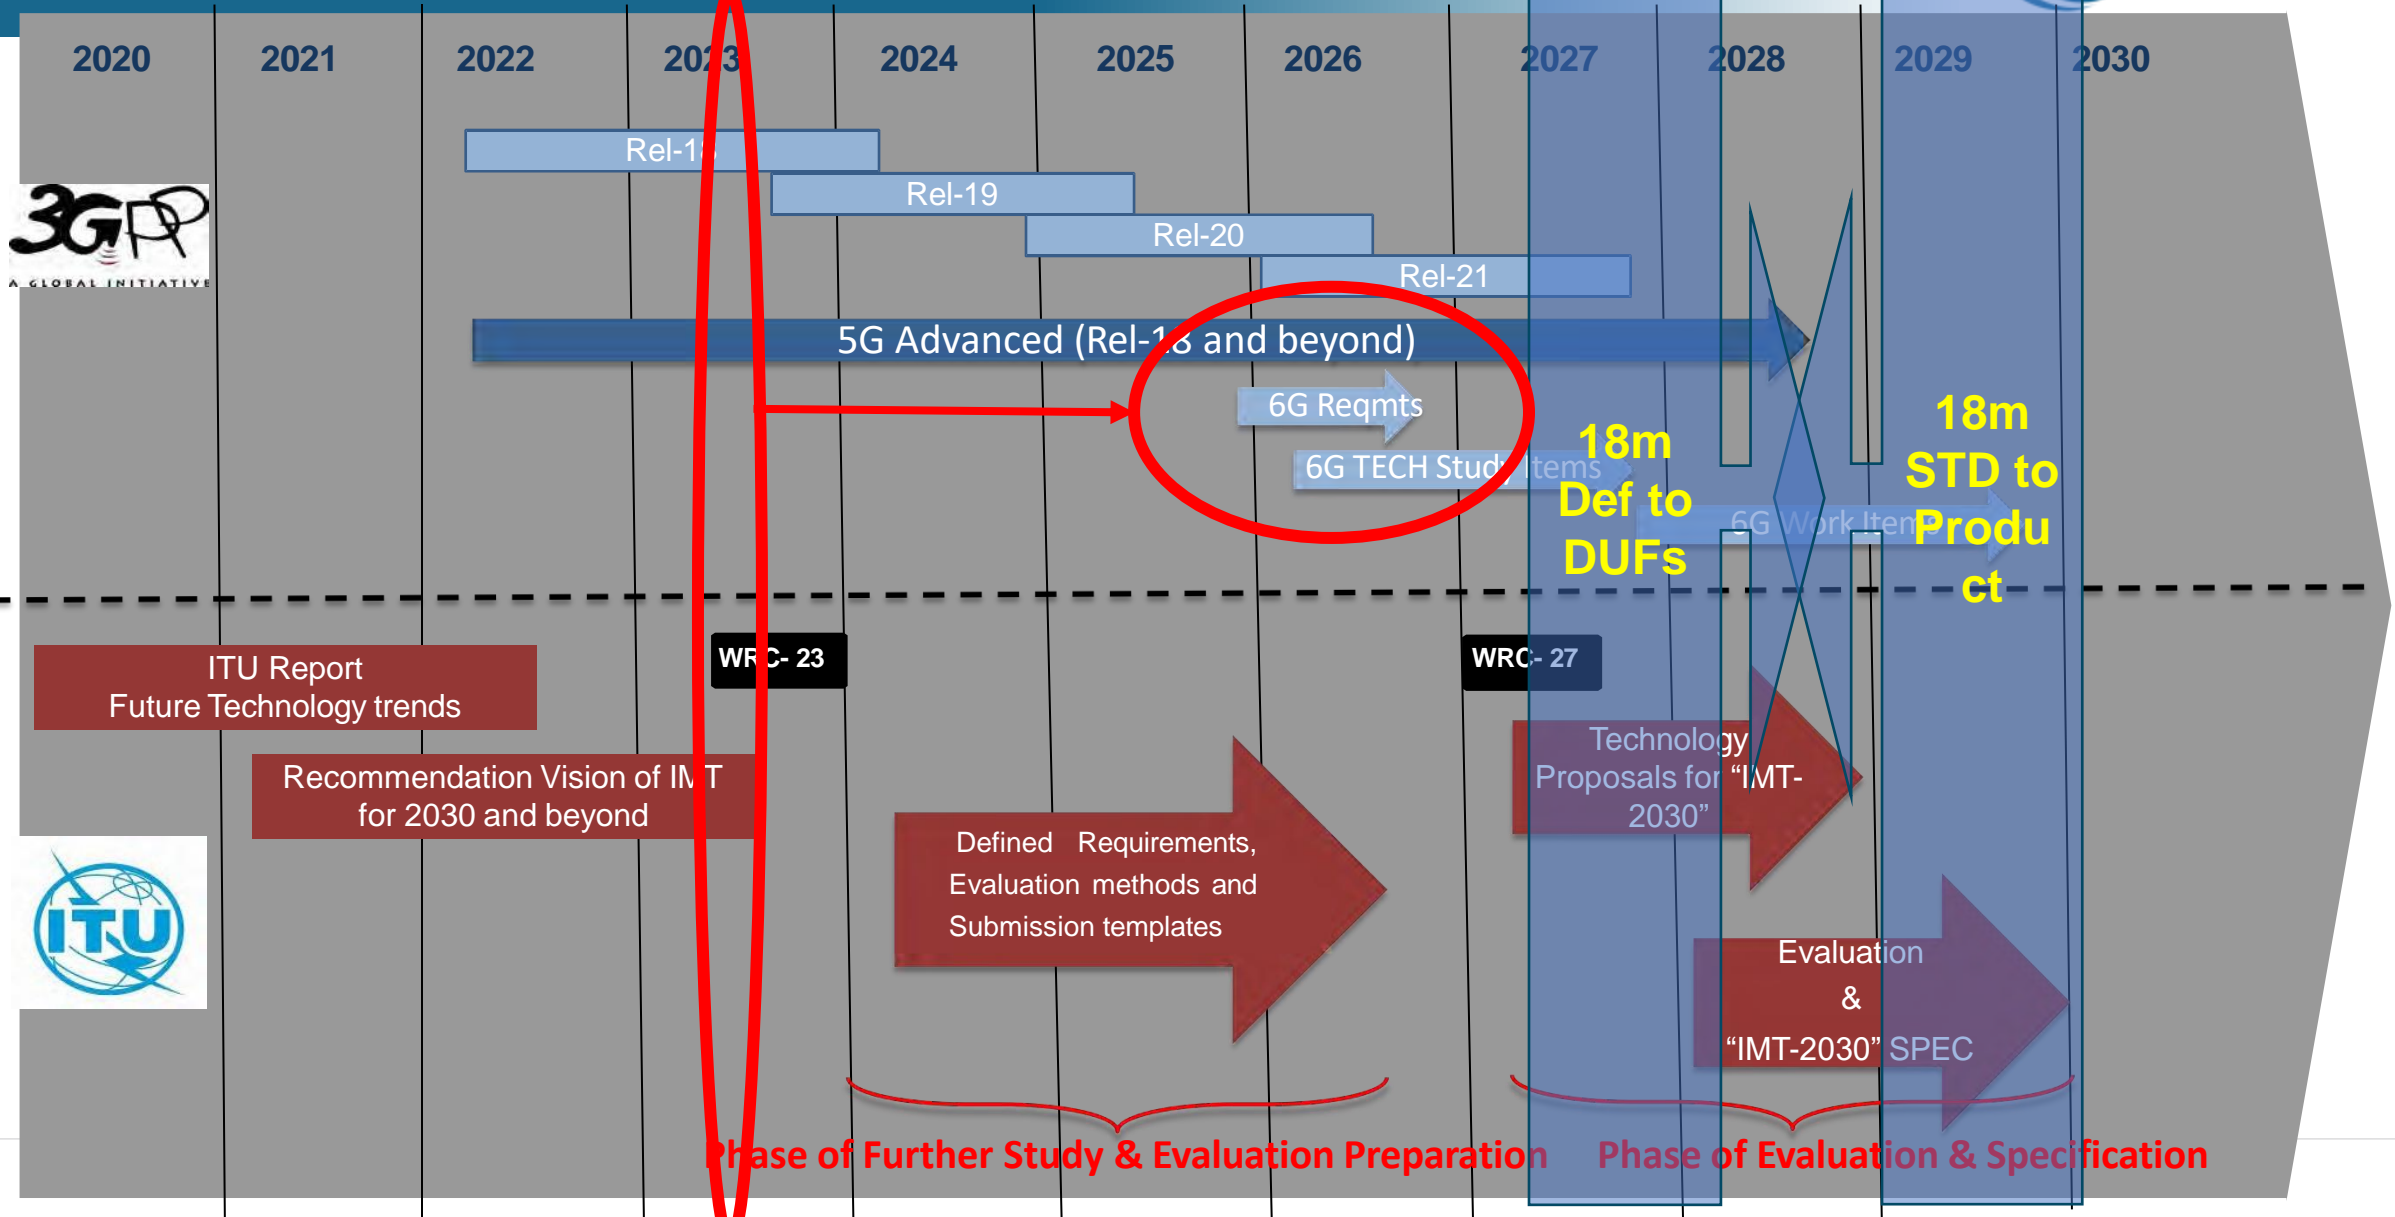 2020 2021 2022 2023 2024 2025 2026 2027 2028 2029 2030
Rel-18
Rel-19
3GPP
A GLOBAL INITIATIVE
Rel-20
Rel-21
5G Advanced (Rel-18 and beyond)
6G Reqmts
6G TECH Study Items
6G Work Items
18m
Def to
DUFs
18m
STD to
Produ
ct
WRC- 23
WRC- 27
ITU Report
Future Technology trends
Recommendation Vision of IMT
for 2030 and beyond
Technology
Proposals for “IMT-
2030”
Defined Requirements,
Evaluation methods and
Submission templates
ITU
Evaluation
&
“IMT-2030” SPEC
Phase of Further Study & Evaluation Preparation
Phase of Evaluation & Specification